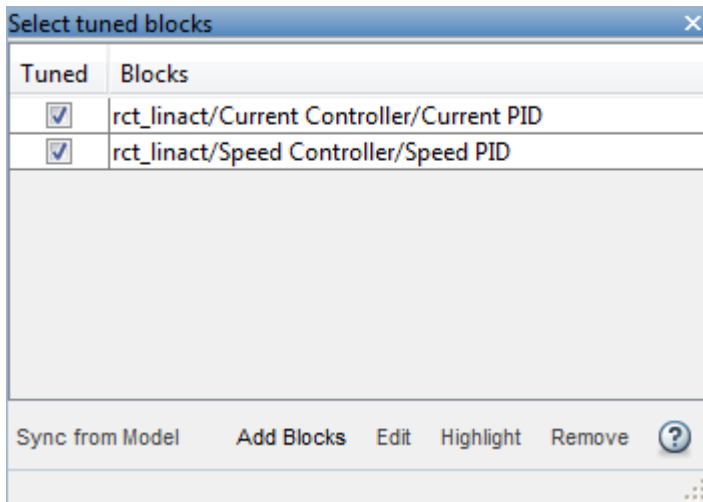 Select tuned blocks
Tuned Blocks
rct_linact/Current Controller/Current PID
rct_linact/Speed Controller/Speed PID
Sync from Model Add Blocks Edit Highlight Remove ?